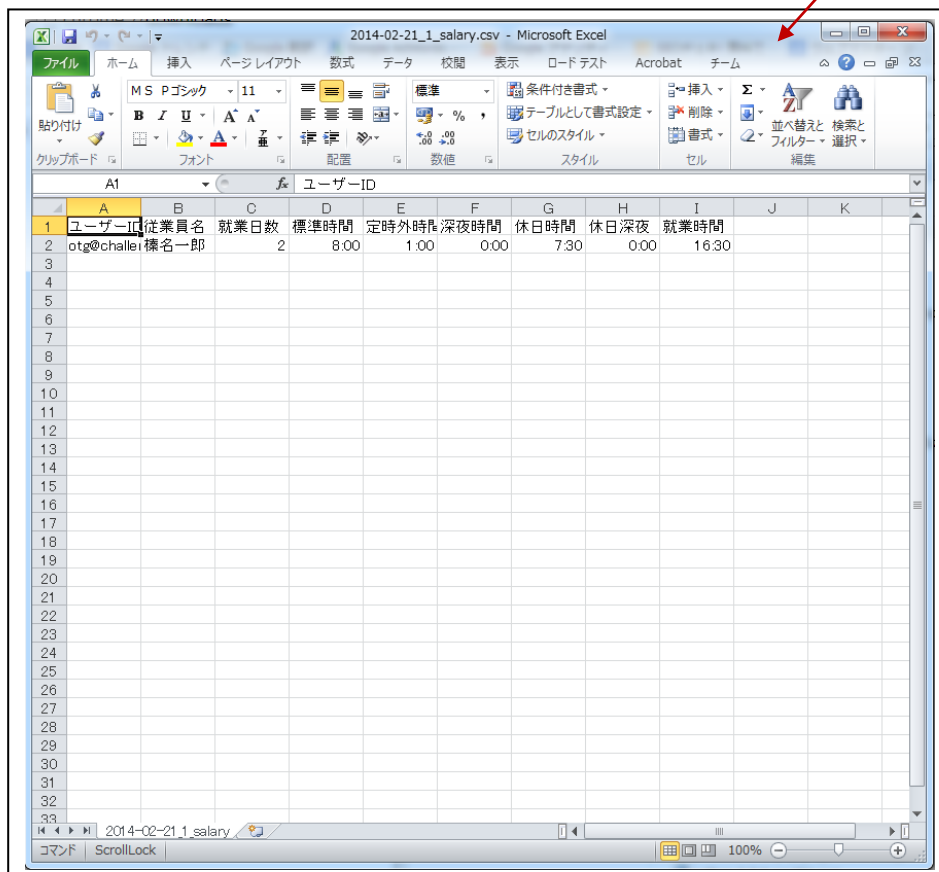 2014-02-21_1_salary.csv - Microsoft Excel
ファイル ホーム 挿入 ページ レイアウト 数式 データ 校閲 表示 ロード テスト Acrobat チーム
貼り付け MS Pゴシック 11 標準 条件付き書式 挿入 Σ
B I U A A % , テーブルとして書式設定 削除 並べ替えと 検索と
A 亜 セルのスタイル 書式 フィルター 選択
クリップボード フォント 配置 数値 スタイル セル 編集
A1 fx ユーザーID
A B C D E F G H I J K
1 ユーザーID 従業員名 就業日数 標準時間 定時外時間 深夜時間 休日時間 休日深夜 就業時間
2 otg@challe 榛名一郎 2 8:00 1:00 0:00 7:30 0:00 16:30
3
4
5
6
7
8
9
10
11
12
13
14
15
16
17
18
19
20
21
22
23
24
25
26
27
28
29
30
31
32
33
2014-02-21_1_salary
コマンド ScrollLock 100%